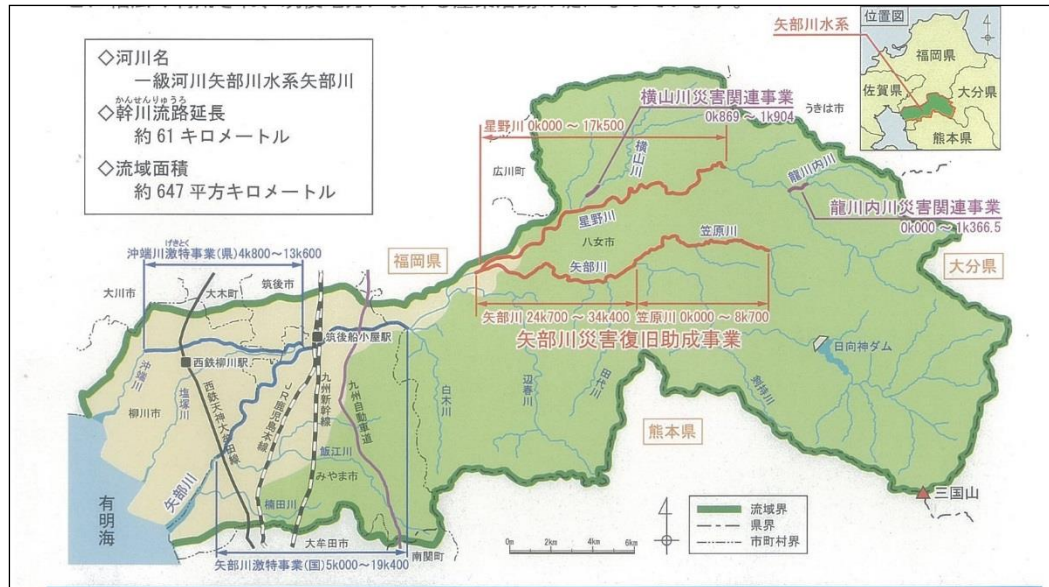 ◇河川名
一級河川矢部川水系矢部川
かんせんりゅうろ
◇幹川流路延長
約 61 キロメートル
◇流域面積
約 647 平方キロメートル
位置図
4
矢部川水系
福岡県
佐賀県
大分県
熊本県
横山川災害関連事業
0k869 ～ 1k904
うきは市
星野川 0k000 ～ 17k500
横山川
広川町
龍川内川
龍川内川災害関連事業
0k000 ～ 1k366.5
星野川
笠原川
八女市
矢部川
福岡県
大分県
げきとく
沖端川激特事業(県)4k800～13k600
大川市
大木町
筑後市
矢部川 24k700 ～ 34k400
笠原川 0k000 ～ 8k700
矢部川災害復旧助成事業
筑後船小屋駅
西鉄柳川駅
日向神ダム
沖端川
塩塚川
柳川市
西鉄天神大牟田線
JR鹿児島本線
九州新幹線
九州自動車道
白木川
辺春川
田代川
剣持川
飯江川
みやま市
熊本県
矢部川
楠田川
有明海
三国山
大牟田市
南関町
矢部川激特事業(国)5k000～19k400
0m 2km 4km 6km
4
流域界
県界
市町村界